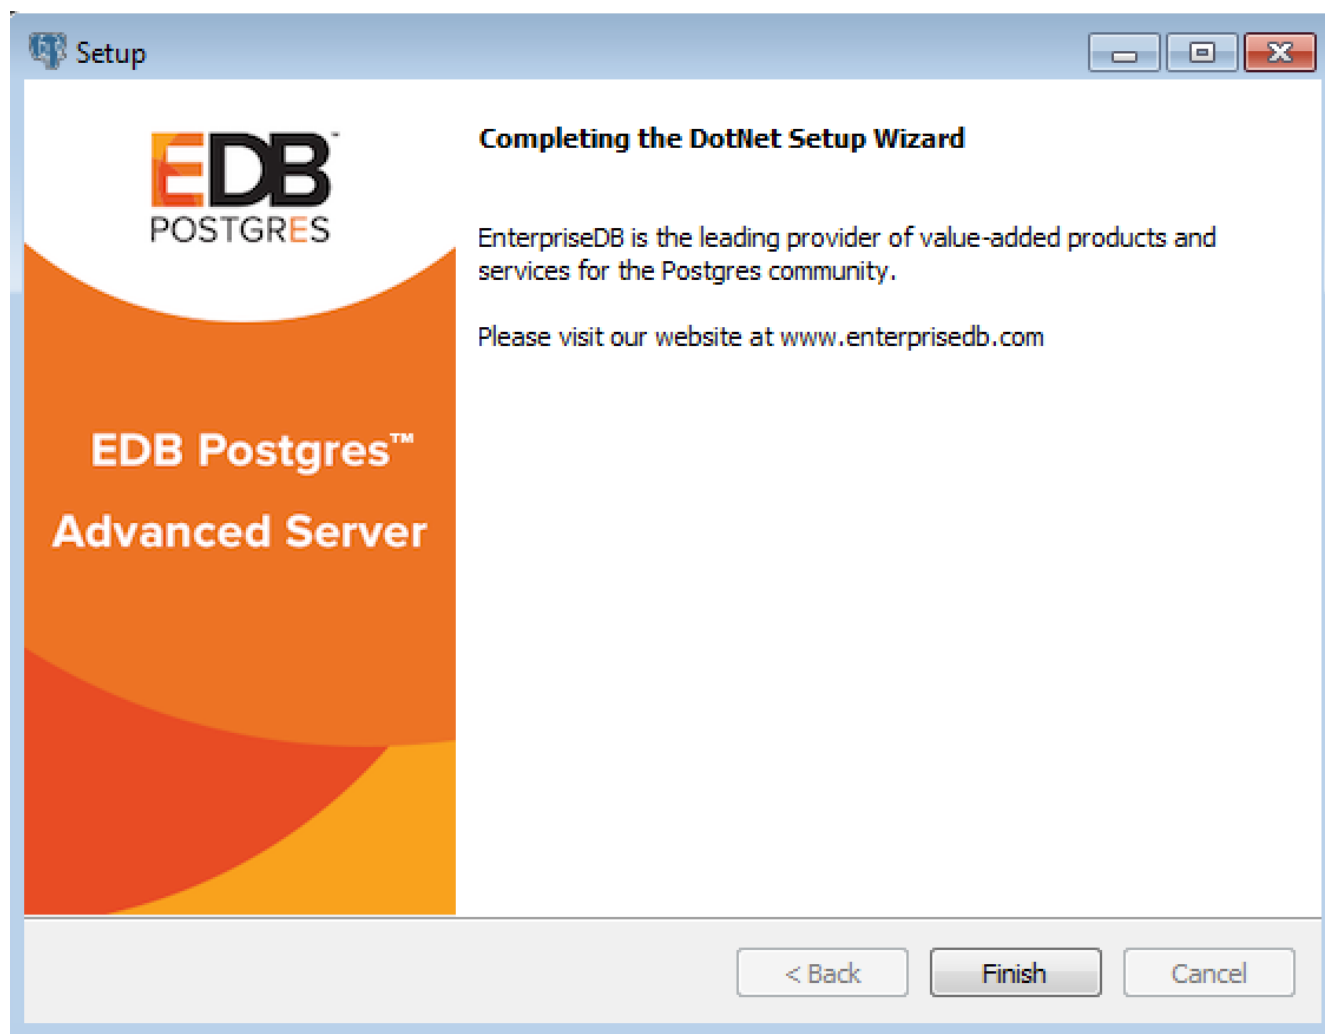 Setup
EDB™
POSTGRES
EDB Postgres™
Advanced Server
Completing the DotNet Setup Wizard
EnterpriseDB is the leading provider of value-added products and
services for the Postgres community.
Please visit our website at www.enterprisedb.com
< Back
Finish
Cancel